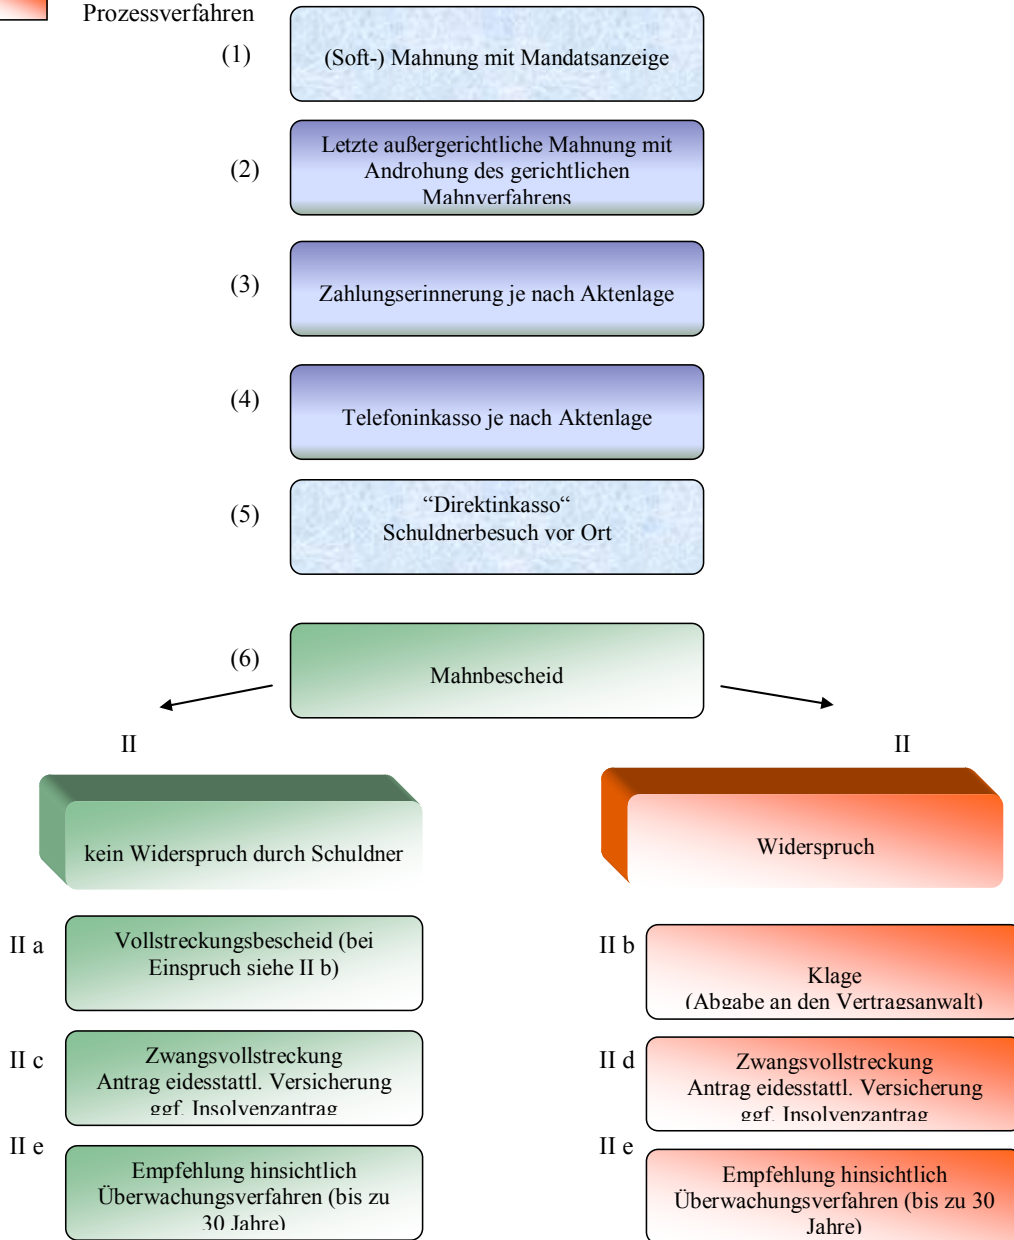 Prozessverfahren
(1)
(Soft-) Mahnung mit Mandatsanzeige
(2)
Letzte außergerichtliche Mahnung mit
Androhung des gerichtlichen
Mahnverfahrens
(3)
Zahlungserinnerung je nach Aktenlage
(4)
Telefoninkasso je nach Aktenlage
(5)
“Direktinkasso“
Schuldnerbesuch vor Ort
(6)
Mahnbescheid
II
II
kein Widerspruch durch Schuldner
Widerspruch
II a
Vollstreckungsbescheid (bei
Einspruch siehe II b)
II b
Klage
(Abgabe an den Vertragsanwalt)
II c
Zwangsvollstreckung
Antrag eidesstattl. Versicherung
ggf. Insolvenzantrag
II d
Zwangsvollstreckung
Antrag eidesstattl. Versicherung
ggf. Insolvenzantrag
II e
Empfehlung hinsichtlich
Überwachungsverfahren (bis zu
30 Jahre)
II e
Empfehlung hinsichtlich
Überwachungsverfahren (bis zu 30
Jahre)